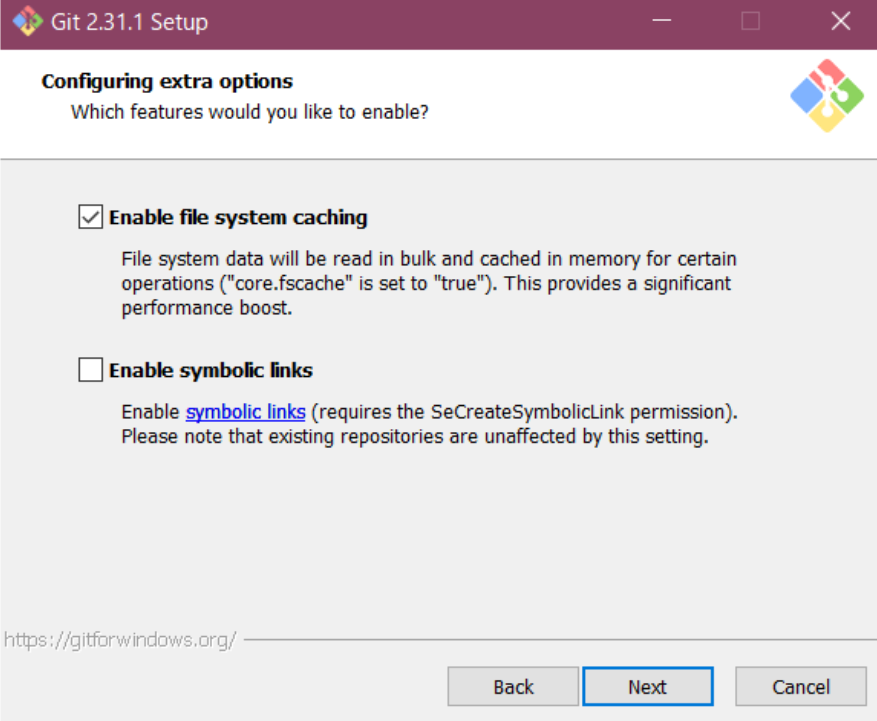 Git 2.31.1 Setup
Configuring extra options
Which features would you like to enable?
Enable file system caching
File system data will be read in bulk and cached in memory for certain
operations ("core.fscache" is set to "true"). This provides a significant
performance boost.
Enable symbolic links
Enable symbolic links (requires the SeCreateSymbolicLink permission).
Please note that existing repositories are unaffected by this setting.
https://gitforwindows.org/
Back Next Cancel